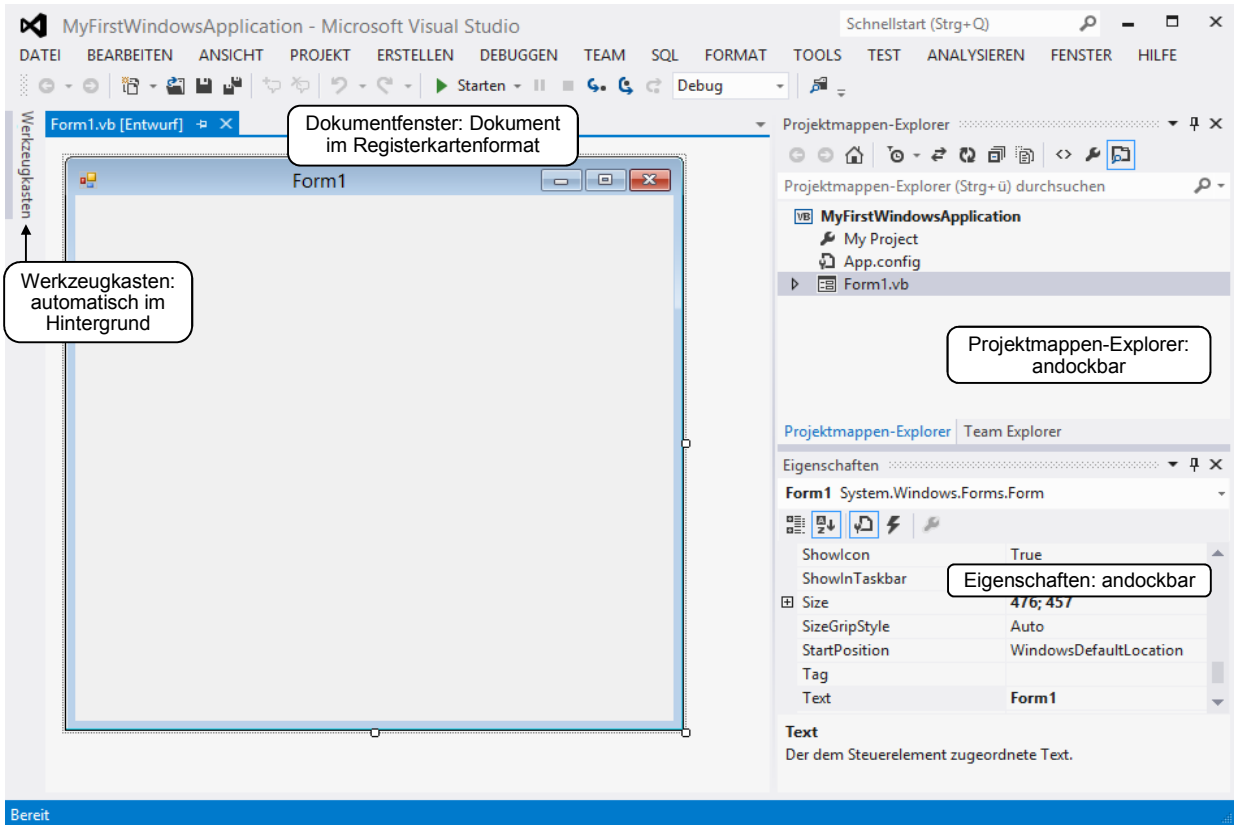 MyFirstWindowsApplication - Microsoft Visual Studio
Schnellstart (Strg+Q)
DATEI BEARBEITEN ANSICHT PROJEKT ERSTELLEN DEBUGGEN TEAM SQL FORMAT TOOLS TEST ANALYSIEREN FENSTER HILFE
Starten
Debug
Werkzeugkasten
Form1.vb [Entwurf]
Dokumentfenster: Dokument
im Registerkartenformat
Form1
Werkzeugkasten:
automatisch im
Hintergrund
Projektmappen-Explorer
Projektmappen-Explorer (Strg+ü) durchsuchen
VB MyFirstWindowsApplication
My Project
App.config
Form1.vb
Projektmappen-Explorer:
andockbar
Projektmappen-Explorer Team Explorer
Eigenschaften
Form1 System.Windows.Forms.Form
ShowIcon True
ShowInTaskbar
Eigenschaften: andockbar
Size 476; 457
SizeGripStyle Auto
StartPosition WindowsDefaultLocation
Tag
Text Form1
Text
Der dem Steuerelement zugeordnete Text.
Bereit